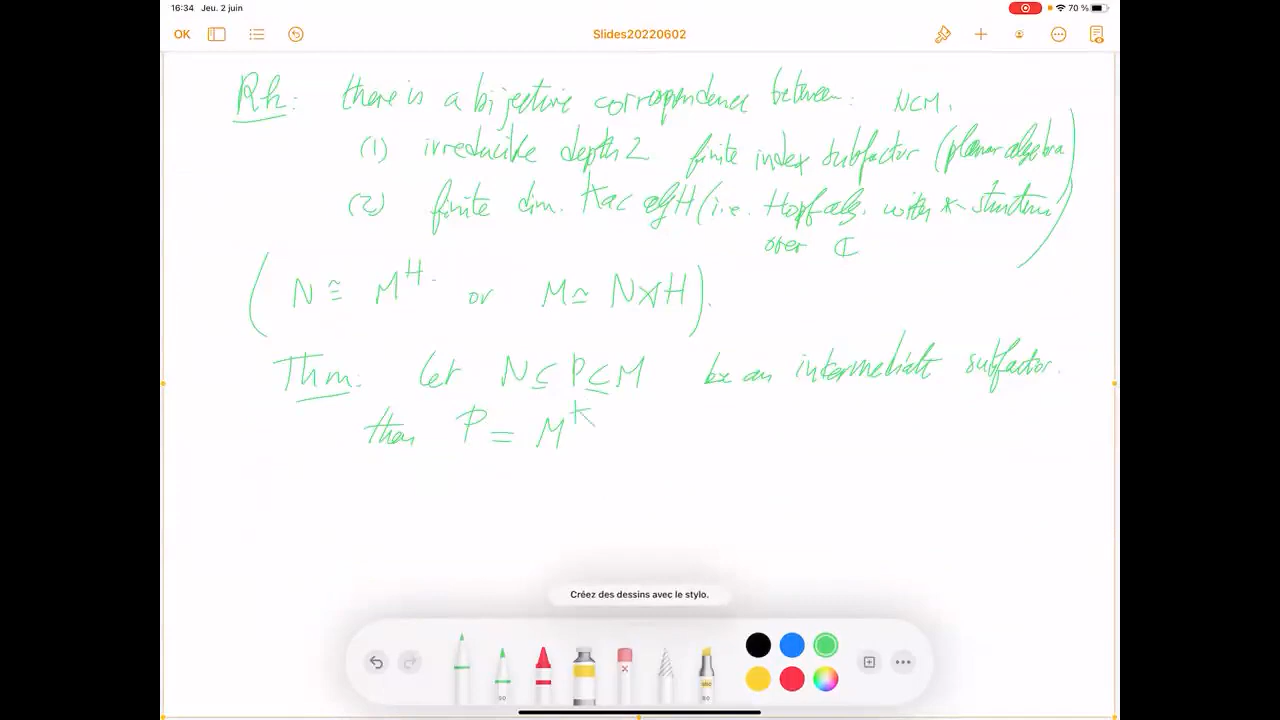 16:34 Jeu. 2 juin
70 %
OK
Slides20220602
Rk: there is a bijective correspondence between: N⊂M.
(1) irreducible depth 2 finite index subfactor (planar algebra)
(2) finite dim. Kac alg H (i.e. Hopf alg. with *-structure
over ℂ)
(N ≅ M^H. or M ≃ N⋊H).
Thm: Let N ⊆ P ⊆ M be an intermediate subfactor.
then P = M^K
Créez des dessins avec le stylo.